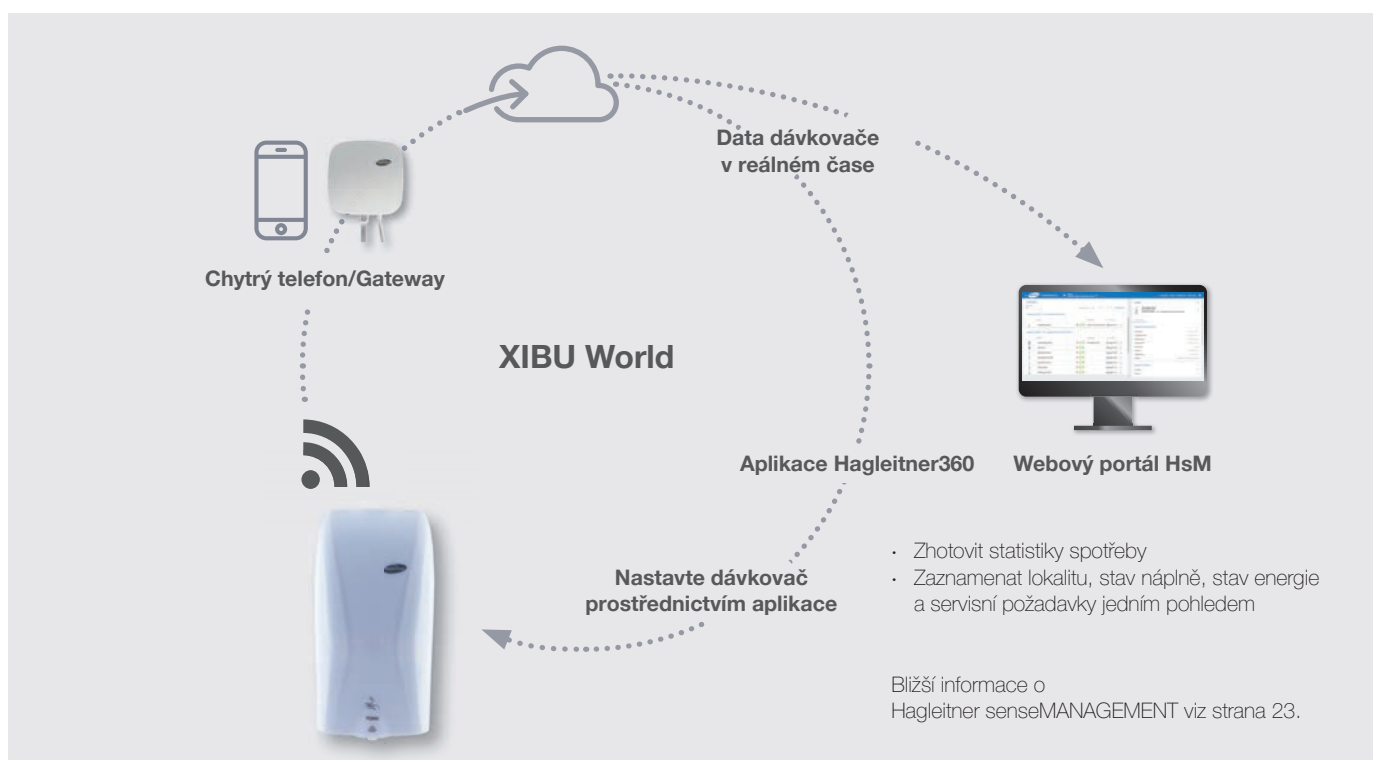 Data dávkovače
v reálném čase
Chytrý telefon/Gateway
XIBU World
Aplikace Hagleitner360
Webový portál HsM
Nastavte dávkovač
prostřednictvím aplikace
· Zhotovit statistiky spotřeby
· Zaznamenat lokalitu, stav náplně, stav energie
a servisní požadavky jedním pohledem
Bližší informace o
Hagleitner senseMANAGEMENT viz strana 23.